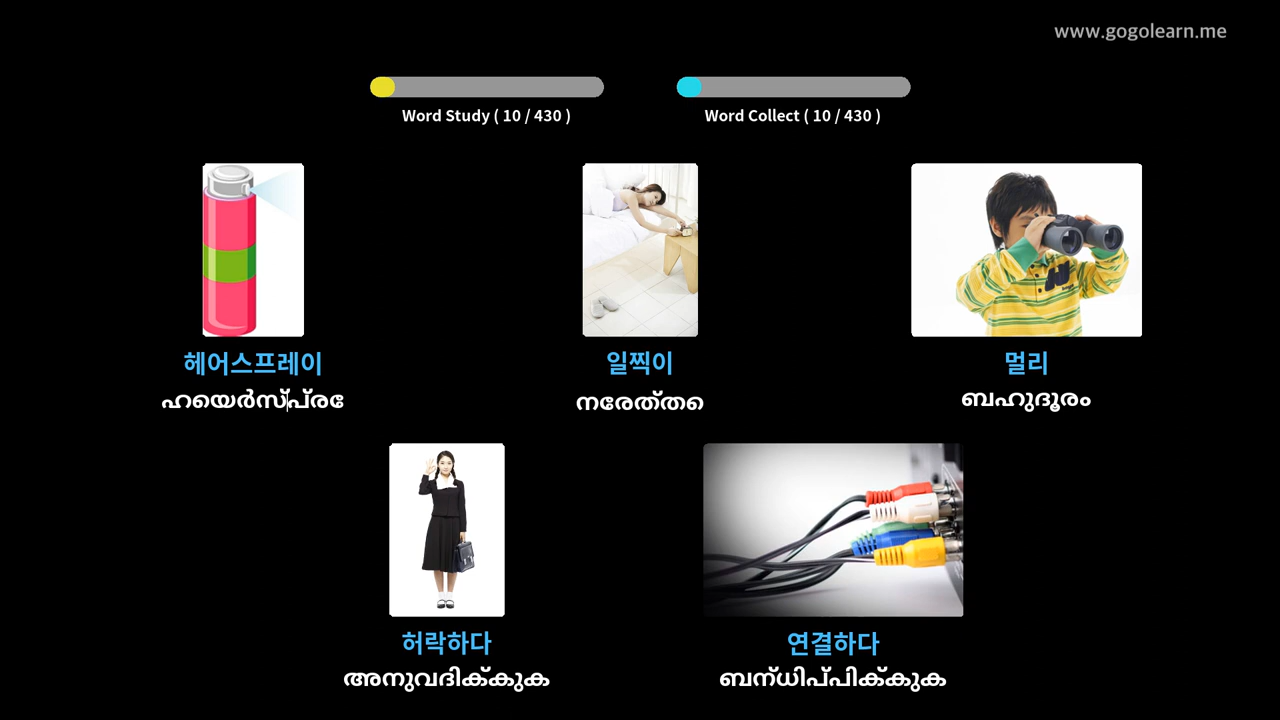 www.gogolearn.me
Word Study ( 10 / 430 )
Word Collect ( 10 / 430 )
헤어스프레이
ഹയെർസ്പ്രേ
일찍이
നരേത്തെ
멀리
ബഹുദൂരം
허락하다
അനുവദിക്കുക
연결하다
ബന്ധിപ്പിക്കുക